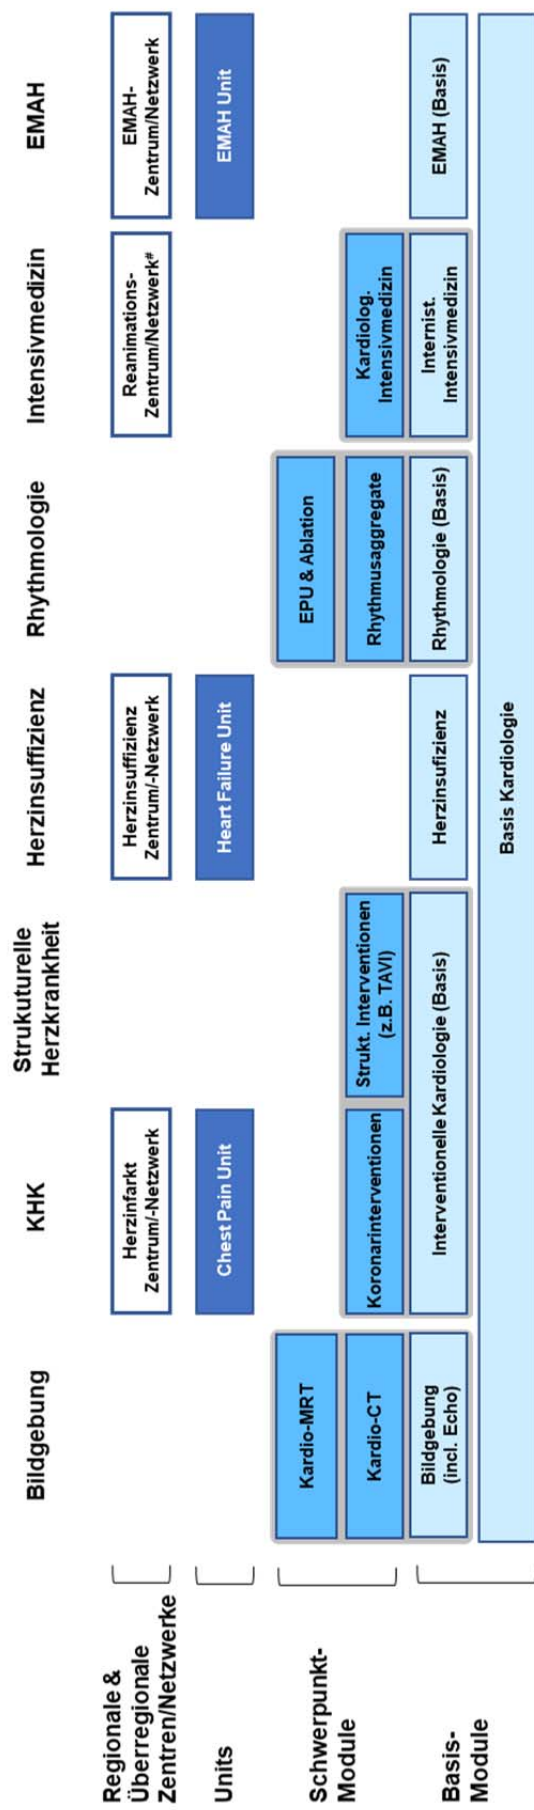 Bildgebung
KHK
Strukuturelle
Herzkrankheit
Herzinsuffizienz
Rhythmologie
Intensivmedizin
EMAH
Regionale &
Überregionale
Zentren/Netzwerke
Herzinfarkt
Zentrum/-Netzwerk
Herzinsuffizienz
Zentrum/-Netzwerk
Reanimations-
Zentrum/Netzwerk#
EMAH-
Zentrum/Netzwerk
Units
Chest Pain Unit
Heart Failure Unit
EMAH Unit
Schwerpunkt-
Module
Kardio-MRT
EPU & Ablation
Kardio-CT
Koronarinterventionen
Strukt. Interventionen
(z.B. TAVI)
Rhythmusaggregate
Kardiolog.
Intensivmedizin
Basis-
Module
Bildgebung
(incl. Echo)
Interventionelle Kardiologie (Basis)
Herzinsufizienz
Rhythmologie (Basis)
Internist.
Intensivmedizin
EMAH (Basis)
Basis Kardiologie